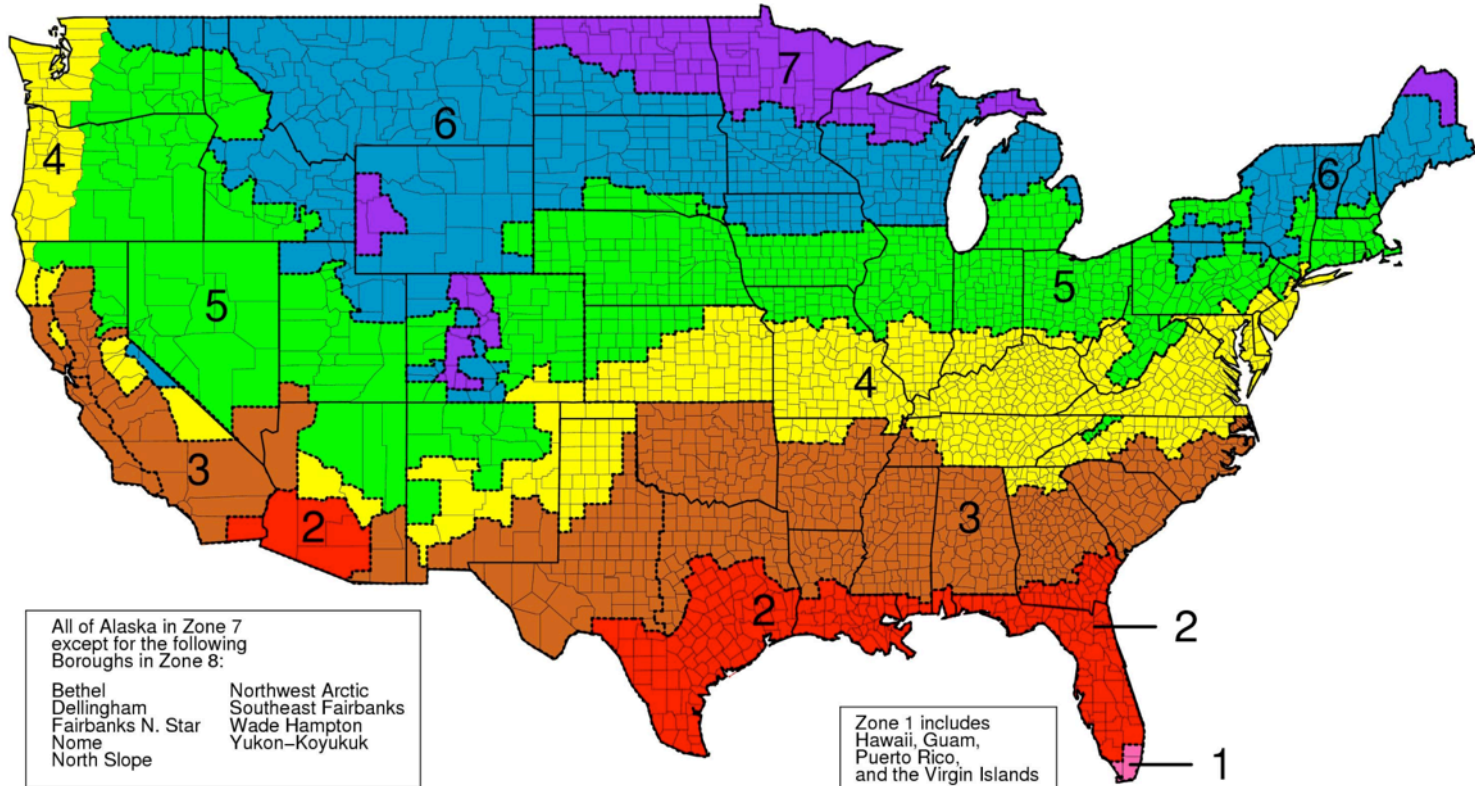 7
6
4
6
5
5
4
3
3
2
2
2
1
All of Alaska in Zone 7
except for the following
Boroughs in Zone 8:
Bethel
Dellingham
Fairbanks N. Star
Nome
North Slope
Northwest Arctic
Southeast Fairbanks
Wade Hampton
Yukon-Koyukuk
Zone 1 includes
Hawaii, Guam,
Puerto Rico,
and the Virgin Islands